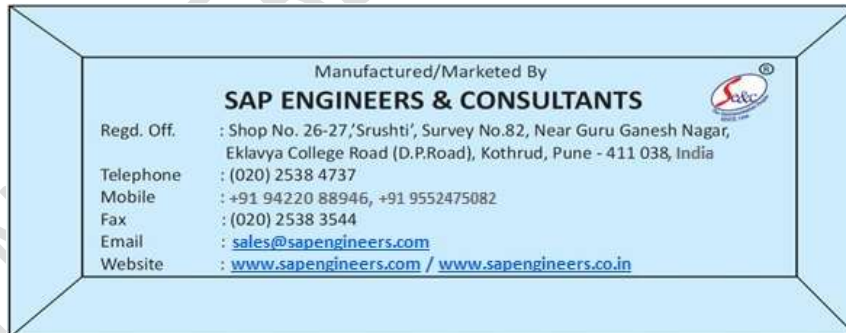 Manufactured/Marketed By
SAP ENGINEERS & CONSULTANTS
®
Regd. Off. : Shop No. 26-27,'Srushti', Survey No.82, Near Guru Ganesh Nagar,
Eklavya College Road (D.P.Road), Kothrud, Pune - 411 038, India
Telephone : (020) 2538 4737
Mobile : +91 94220 88946, +91 9552475082
Fax : (020) 2538 3544
Email : sales@sapengineers.com
Website : www.sapengineers.com / www.sapengineers.co.in